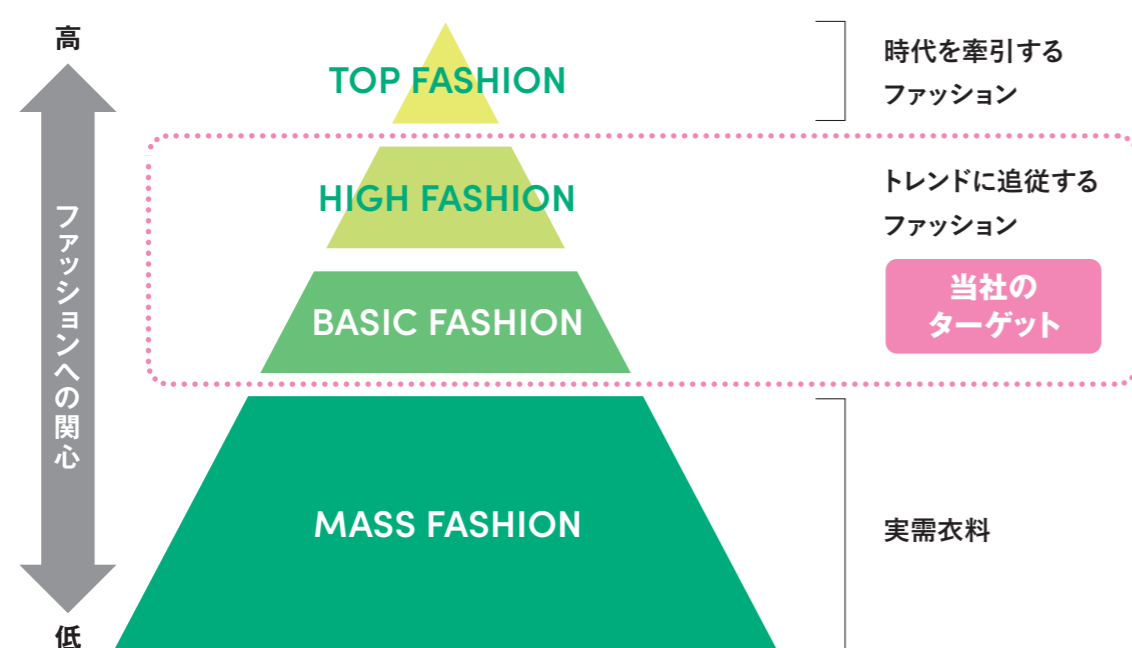 高
TOP FASHION
時代を牽引する
ファッション
HIGH FASHION
トレンドに追従する
ファッション
ファッションへの関心
BASIC FASHION
当社の
ターゲット
MASS FASHION
実需衣料
低